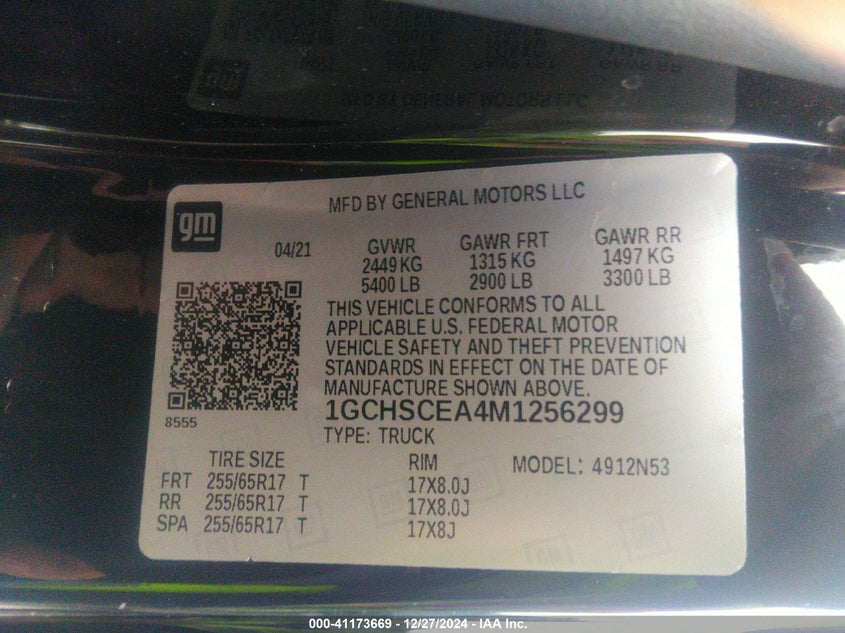 MFD BY GENERAL MOTORS LLC
gm
04/21
GVWR GAWR FRT GAWR RR
2449 KG 1315 KG 1497 KG
5400 LB 2900 LB 3300 LB
THIS VEHICLE CONFORMS TO ALL
APPLICABLE U.S. FEDERAL MOTOR
VEHICLE SAFETY AND THEFT PREVENTION
STANDARDS IN EFFECT ON THE DATE OF
MANUFACTURE SHOWN ABOVE.
8555
1GCHSCEA4M1256299
TYPE: TRUCK
TIRE SIZE RIM MODEL: 4912N53
FRT 255/65R17 T 17X8.0J
RR 255/65R17 T 17X8.0J
SPA 255/65R17 T 17X8J
000-41173669 - 12/27/2024 - IAA Inc.